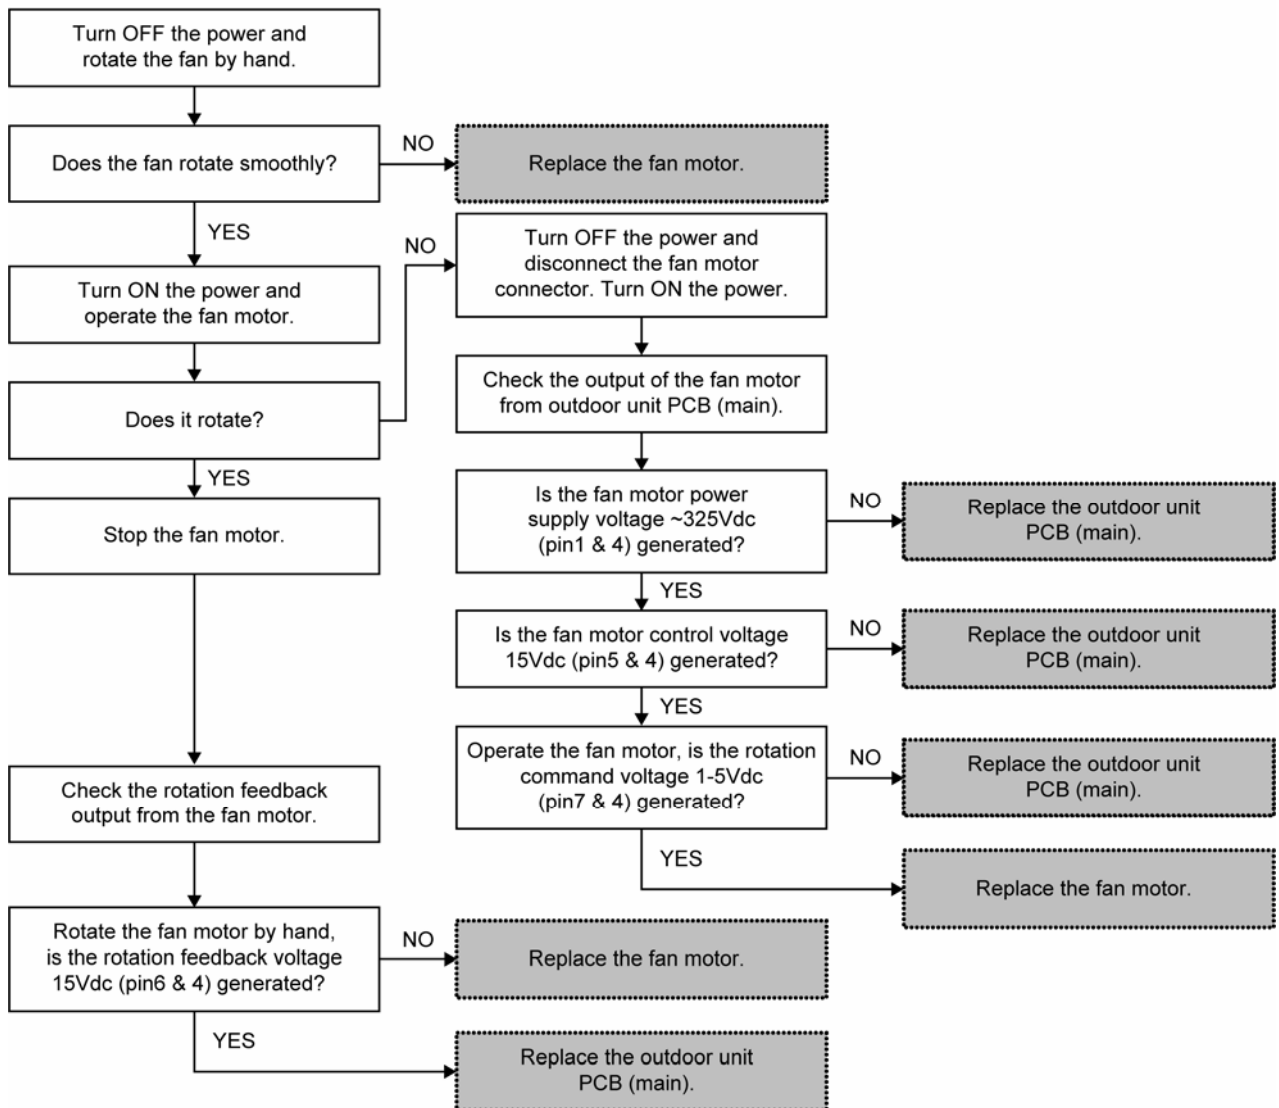 Turn OFF the power and
rotate the fan by hand.
Does the fan rotate smoothly?
NO
Replace the fan motor.
YES
Turn ON the power and
operate the fan motor.
Does it rotate?
NO
Turn OFF the power and
disconnect the fan motor
connector. Turn ON the power.
Check the output of the fan motor
from outdoor unit PCB (main).
Is the fan motor power
supply voltage ~325Vdc
(pin1 & 4) generated?
NO
Replace the outdoor unit
PCB (main).
YES
Is the fan motor control voltage
15Vdc (pin5 & 4) generated?
NO
Replace the outdoor unit
PCB (main).
YES
Operate the fan motor, is the rotation
command voltage 1-5Vdc
(pin7 & 4) generated?
NO
Replace the outdoor unit
PCB (main).
YES
Replace the fan motor.
YES
Stop the fan motor.
Check the rotation feedback
output from the fan motor.
Rotate the fan motor by hand,
is the rotation feedback voltage
15Vdc (pin6 & 4) generated?
NO
Replace the fan motor.
YES
Replace the outdoor unit
PCB (main).